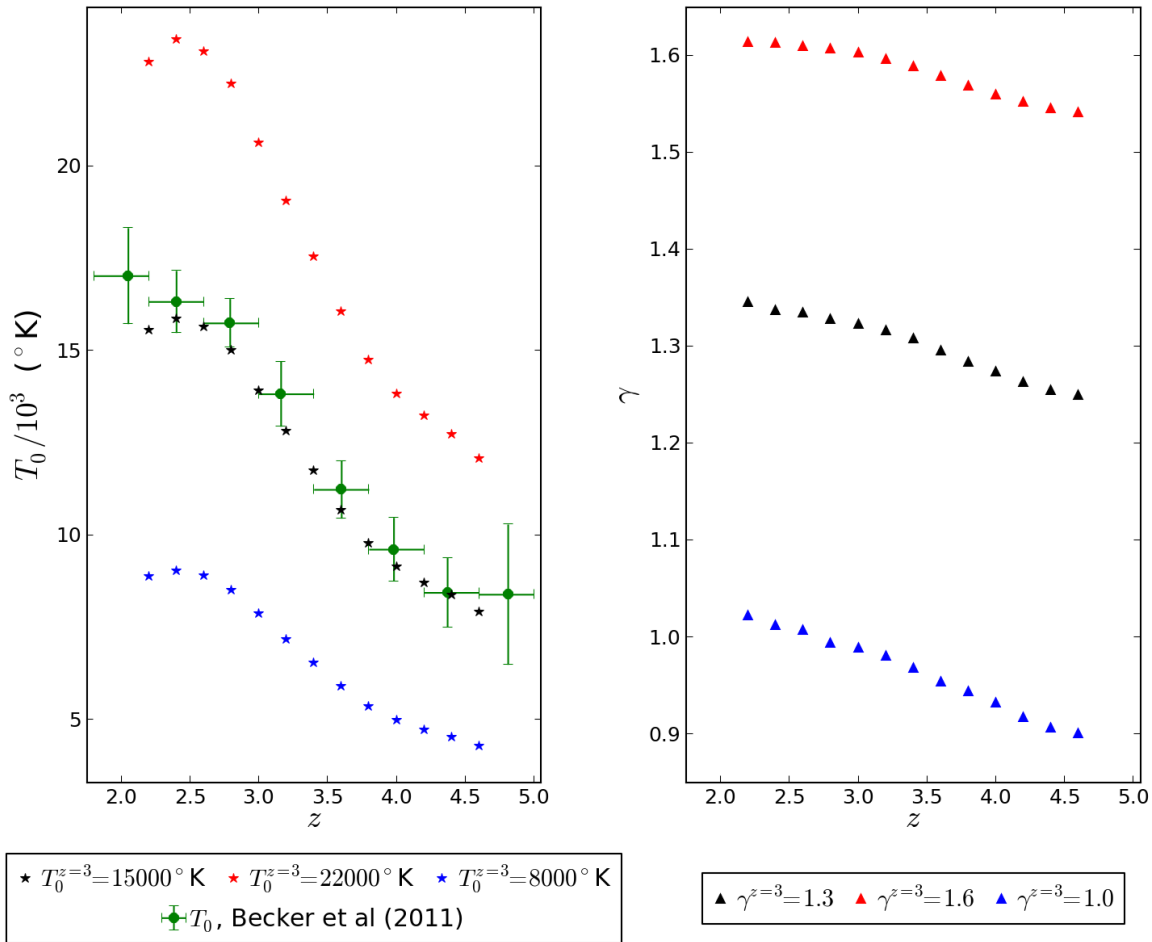 20
15
10
5
T₀/10³ (°K)
2.0 2.5 3.0 3.5 4.0 4.5 5.0
z
1.6
1.5
1.4
1.3
1.2
1.1
1.0
0.9
γ
2.0 2.5 3.0 3.5 4.0 4.5 5.0
z
T₀^{z=3}=15000°K T₀^{z=3}=22000°K T₀^{z=3}=8000°K
T₀, Becker et al (2011)
γ^{z=3}=1.3 γ^{z=3}=1.6 γ^{z=3}=1.0